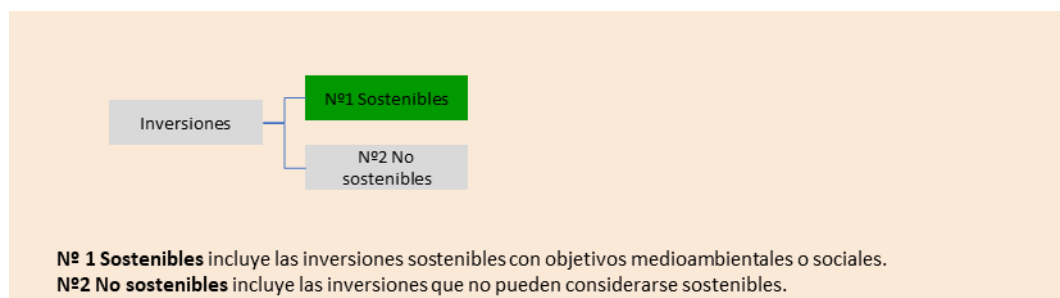 Nº1 Sostenibles
Inversiones
Nº2 No
sostenibles
Nº 1 Sostenibles incluye las inversiones sostenibles con objetivos medioambientales o sociales.
Nº2 No sostenibles incluye las inversiones que no pueden considerarse sostenibles.